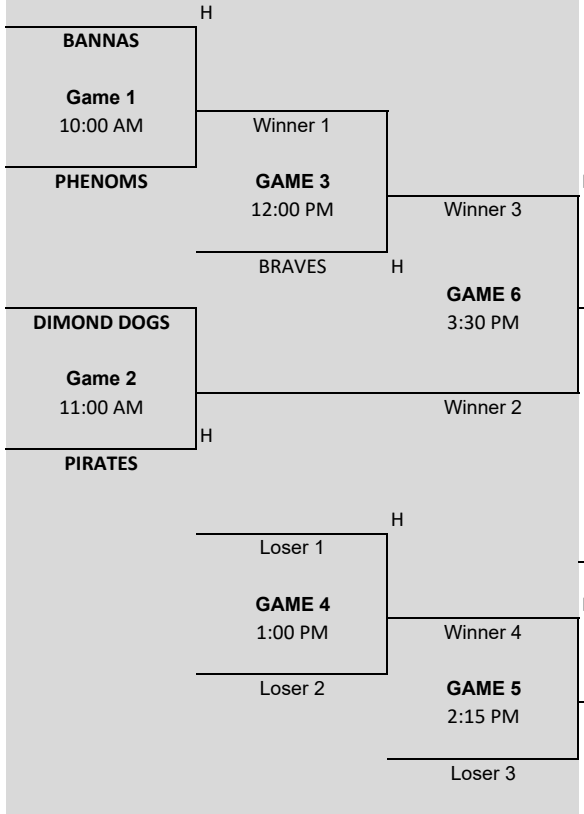 H
BANNAS
Game 1
10:00 AM
Winner 1
PHENOMS
GAME 3
12:00 PM
Winner 3
BRAVES
H
GAME 6
3:30 PM
DIMOND DOGS
Game 2
11:00 AM
Winner 2
H
PIRATES
H
Loser 1
GAME 4
1:00 PM
Winner 4
Loser 2
GAME 5
2:15 PM
Loser 3